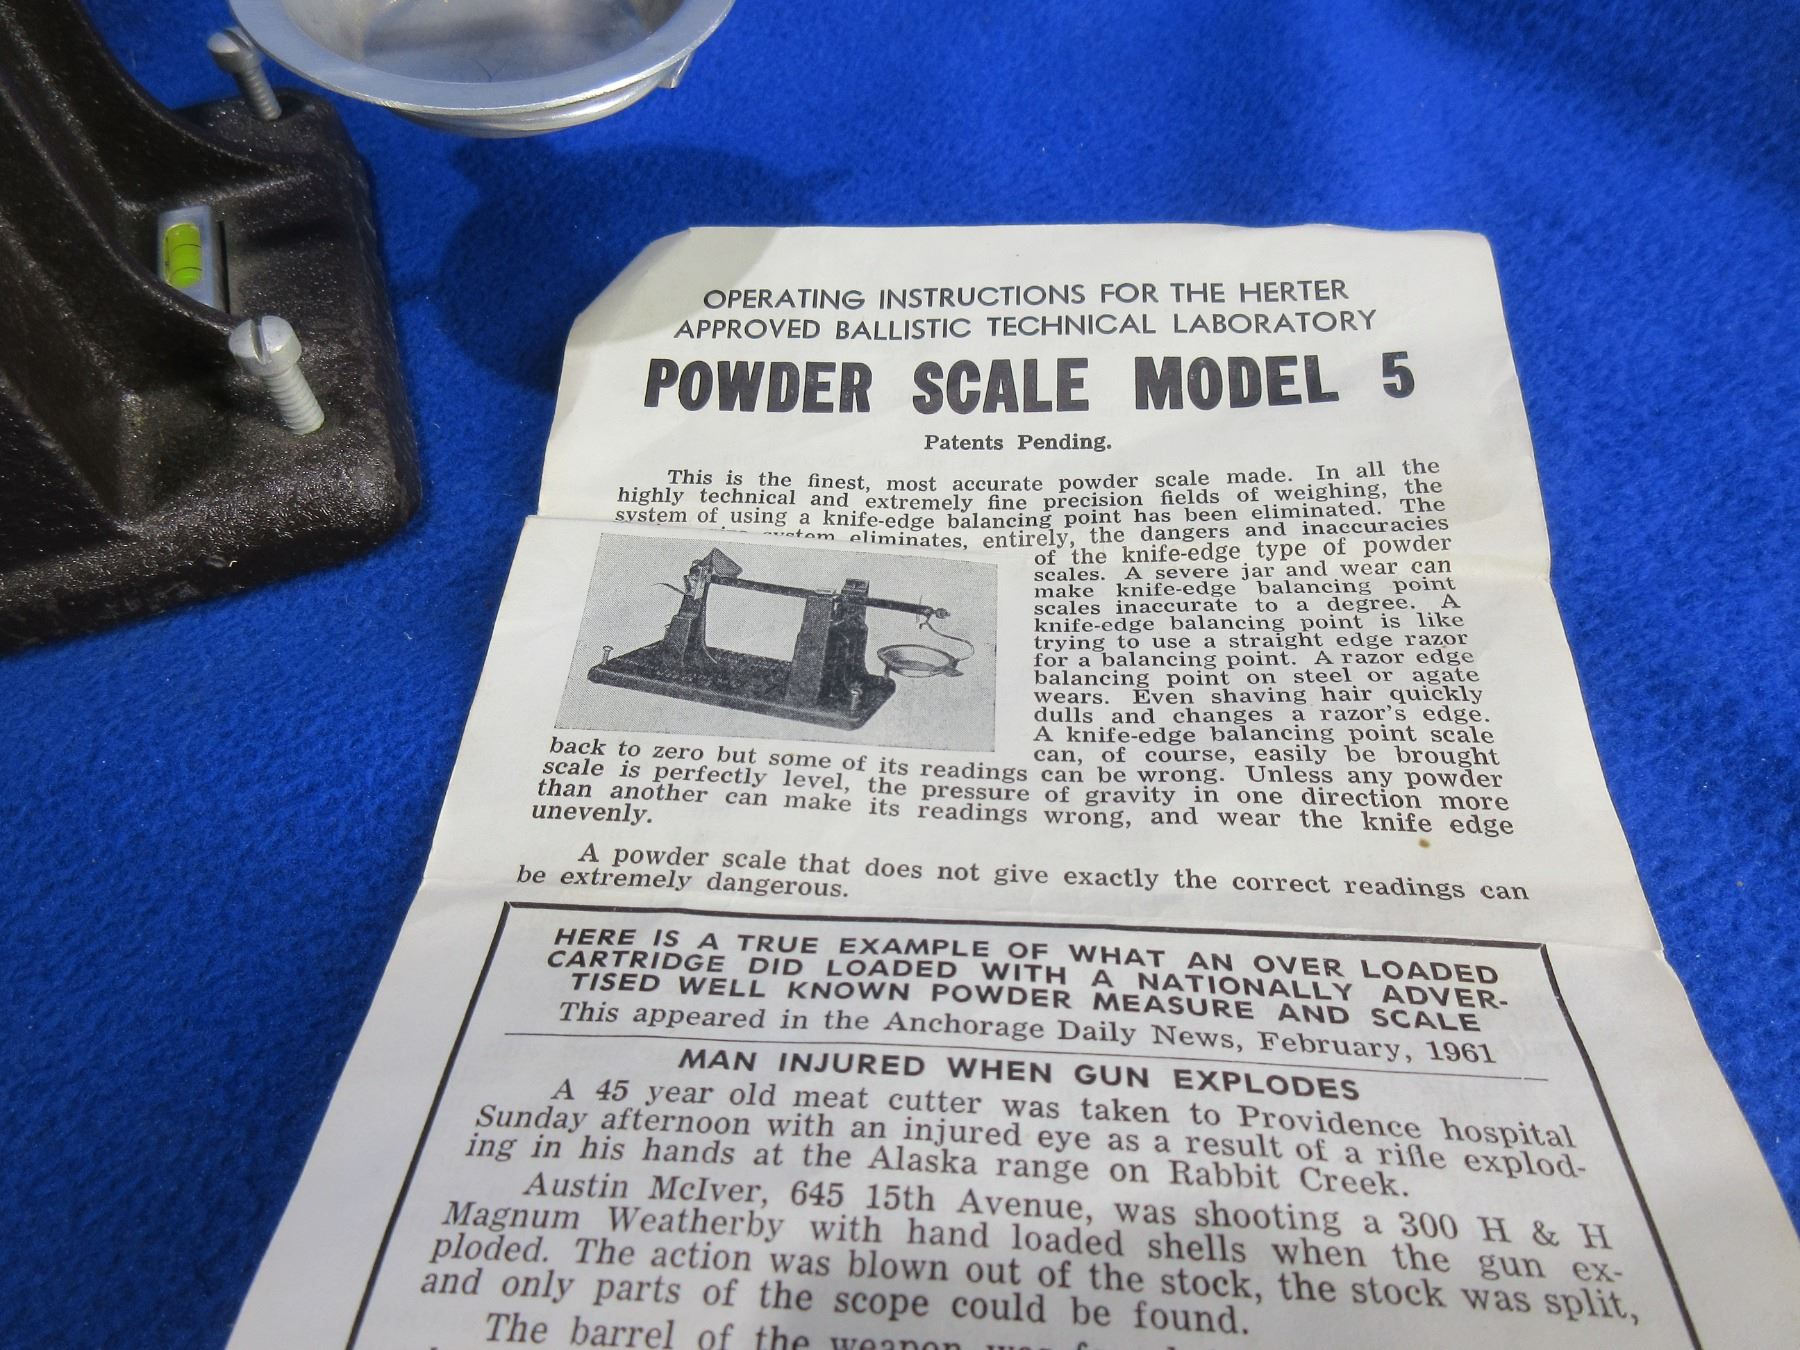 OPERATING INSTRUCTIONS FOR THE HERTER
APPROVED BALLISTIC TECHNICAL LABORATORY
POWDER SCALE MODEL 5
Patents Pending.
This is the finest, most accurate powder scale made. In all the
highly technical and extremely fine precision fields of weighing, the
system of using a knife-edge balancing point has been eliminated. The
system eliminates, entirely, the dangers and inaccuracies
of the knife-edge type of powder
scales. A severe jar and wear can
make knife-edge balancing point
scales inaccurate to a degree. A
knife-edge balancing point is like
trying to use a straight edge razor
for a balancing point. A razor edge
balancing point on steel or agate
wears. Even shaving hair quickly
dulls and changes a razor's edge.
A knife-edge balancing point scale
can, of course, easily be brought
back to zero but some of its readings can be wrong. Unless any powder
scale is perfectly level, the pressure of gravity in one direction more
than another can make its readings wrong, and wear the knife edge
unevenly.
A powder scale that does not give exactly the correct readings can
be extremely dangerous.
HERE IS A TRUE EXAMPLE OF WHAT AN OVER LOADED
CARTRIDGE DID LOADED WITH A NATIONALLY ADVER-
TISED WELL KNOWN POWDER MEASURE AND SCALE
This appeared in the Anchorage Daily News, February, 1961
MAN INJURED WHEN GUN EXPLODES
A 45 year old meat cutter was taken to Providence hospital
Sunday afternoon with an injured eye as a result of a rifle explod-
ing in his hands at the Alaska range on Rabbit Creek.
Austin McIver, 645 15th Avenue, was shooting a 300 H & H
Magnum Weatherby with hand loaded shells when the gun ex-
ploded. The action was blown out of the stock, the stock was split,
and only parts of the scope could be found.
The barrel of the weapon was